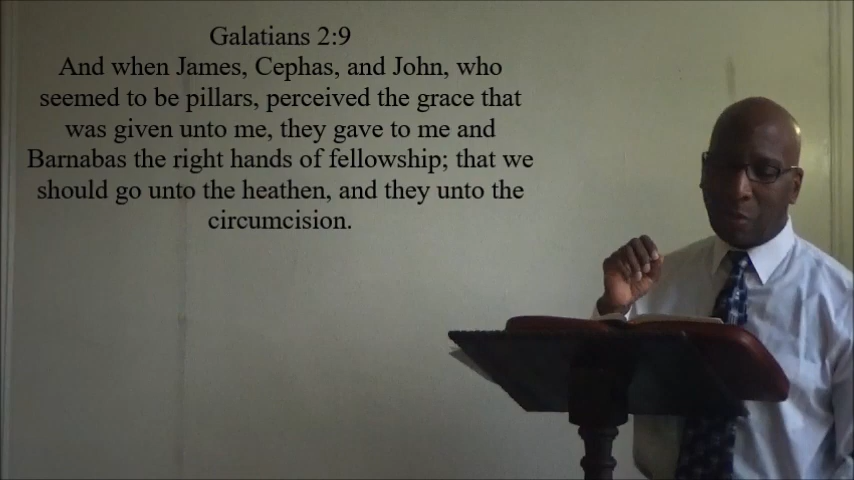 Galatians 2:9
And when James, Cephas, and John, who
seemed to be pillars, perceived the grace that
was given unto me, they gave to me and
Barnabas the right hands of fellowship; that we
should go unto the heathen, and they unto the
circumcision.